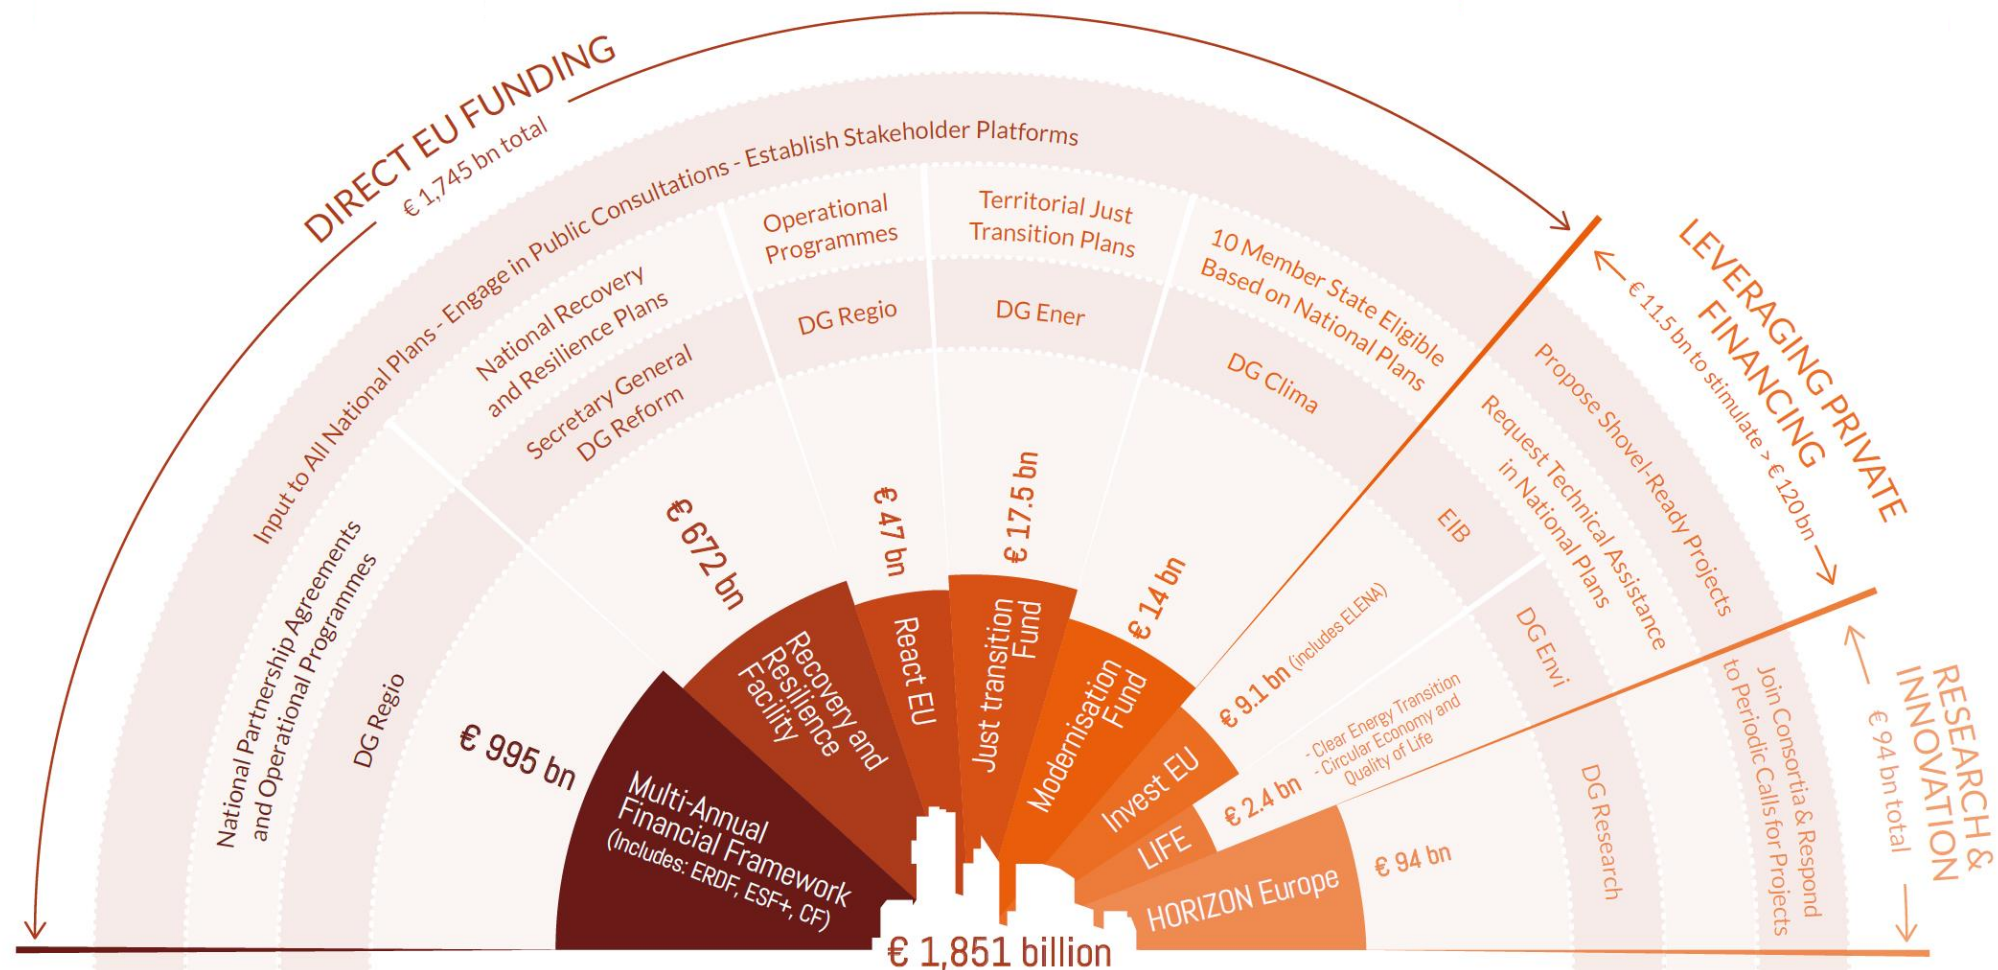 DIRECT EU FUNDING
€ 1,745 bn total
LEVERAGING PRIVATE
FINANCING
€ 11.5 bn to stimulate > € 120 bn
RESEARCH &
INNOVATION
€ 94 bn total
Input to All National Plans - Engage in Public Consultations - Establish Stakeholder Platforms
Propose Shovel-Ready Projects
Join Consortia & Respond
to Periodic Calls for Projects
National Partnership Agreements
and Operational Programmes
National Recovery
and Resilience Plans
Operational
Programmes
Territorial Just
Transition Plans
10 Member State Eligible
Based on National Plans
Request Technical Assistance
in National Plans
DG Regio
Secretary General
DG Reform
DG Regio
DG Ener
DG Clima
EIB
DG Envi
DG Research
€ 995 bn
€ 672 bn
€ 47 bn
€ 17.5 bn
€ 14 bn
€ 9.1 bn (includes ELENA)
€ 2.4 bn
- Clear Energy Transition
- Circular Economy and
Quality of Life
€ 94 bn
Multi-Annual
Financial Framework
(Includes: ERDF, ESF+, CF)
Recovery and
Resilience
Facility
React EU
Just transition
Fund
Modernisation
Fund
Invest EU
LIFE
HORIZON Europe
€ 1,851 billion